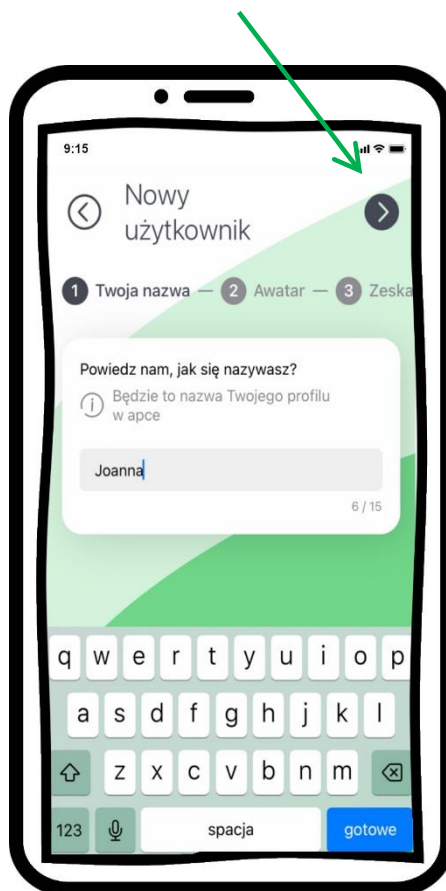 9:15
Nowy
użytkownik
1 Twoja nazwa — 2 Awatar — 3 Zeska
Powiedz nam, jak się nazywasz?
i Będzie to nazwa Twojego profilu
w apce
Joanna
6 / 15
q w e r t y u i o p
a s d f g h j k l
z x c v b n m
123 spacja gotowe